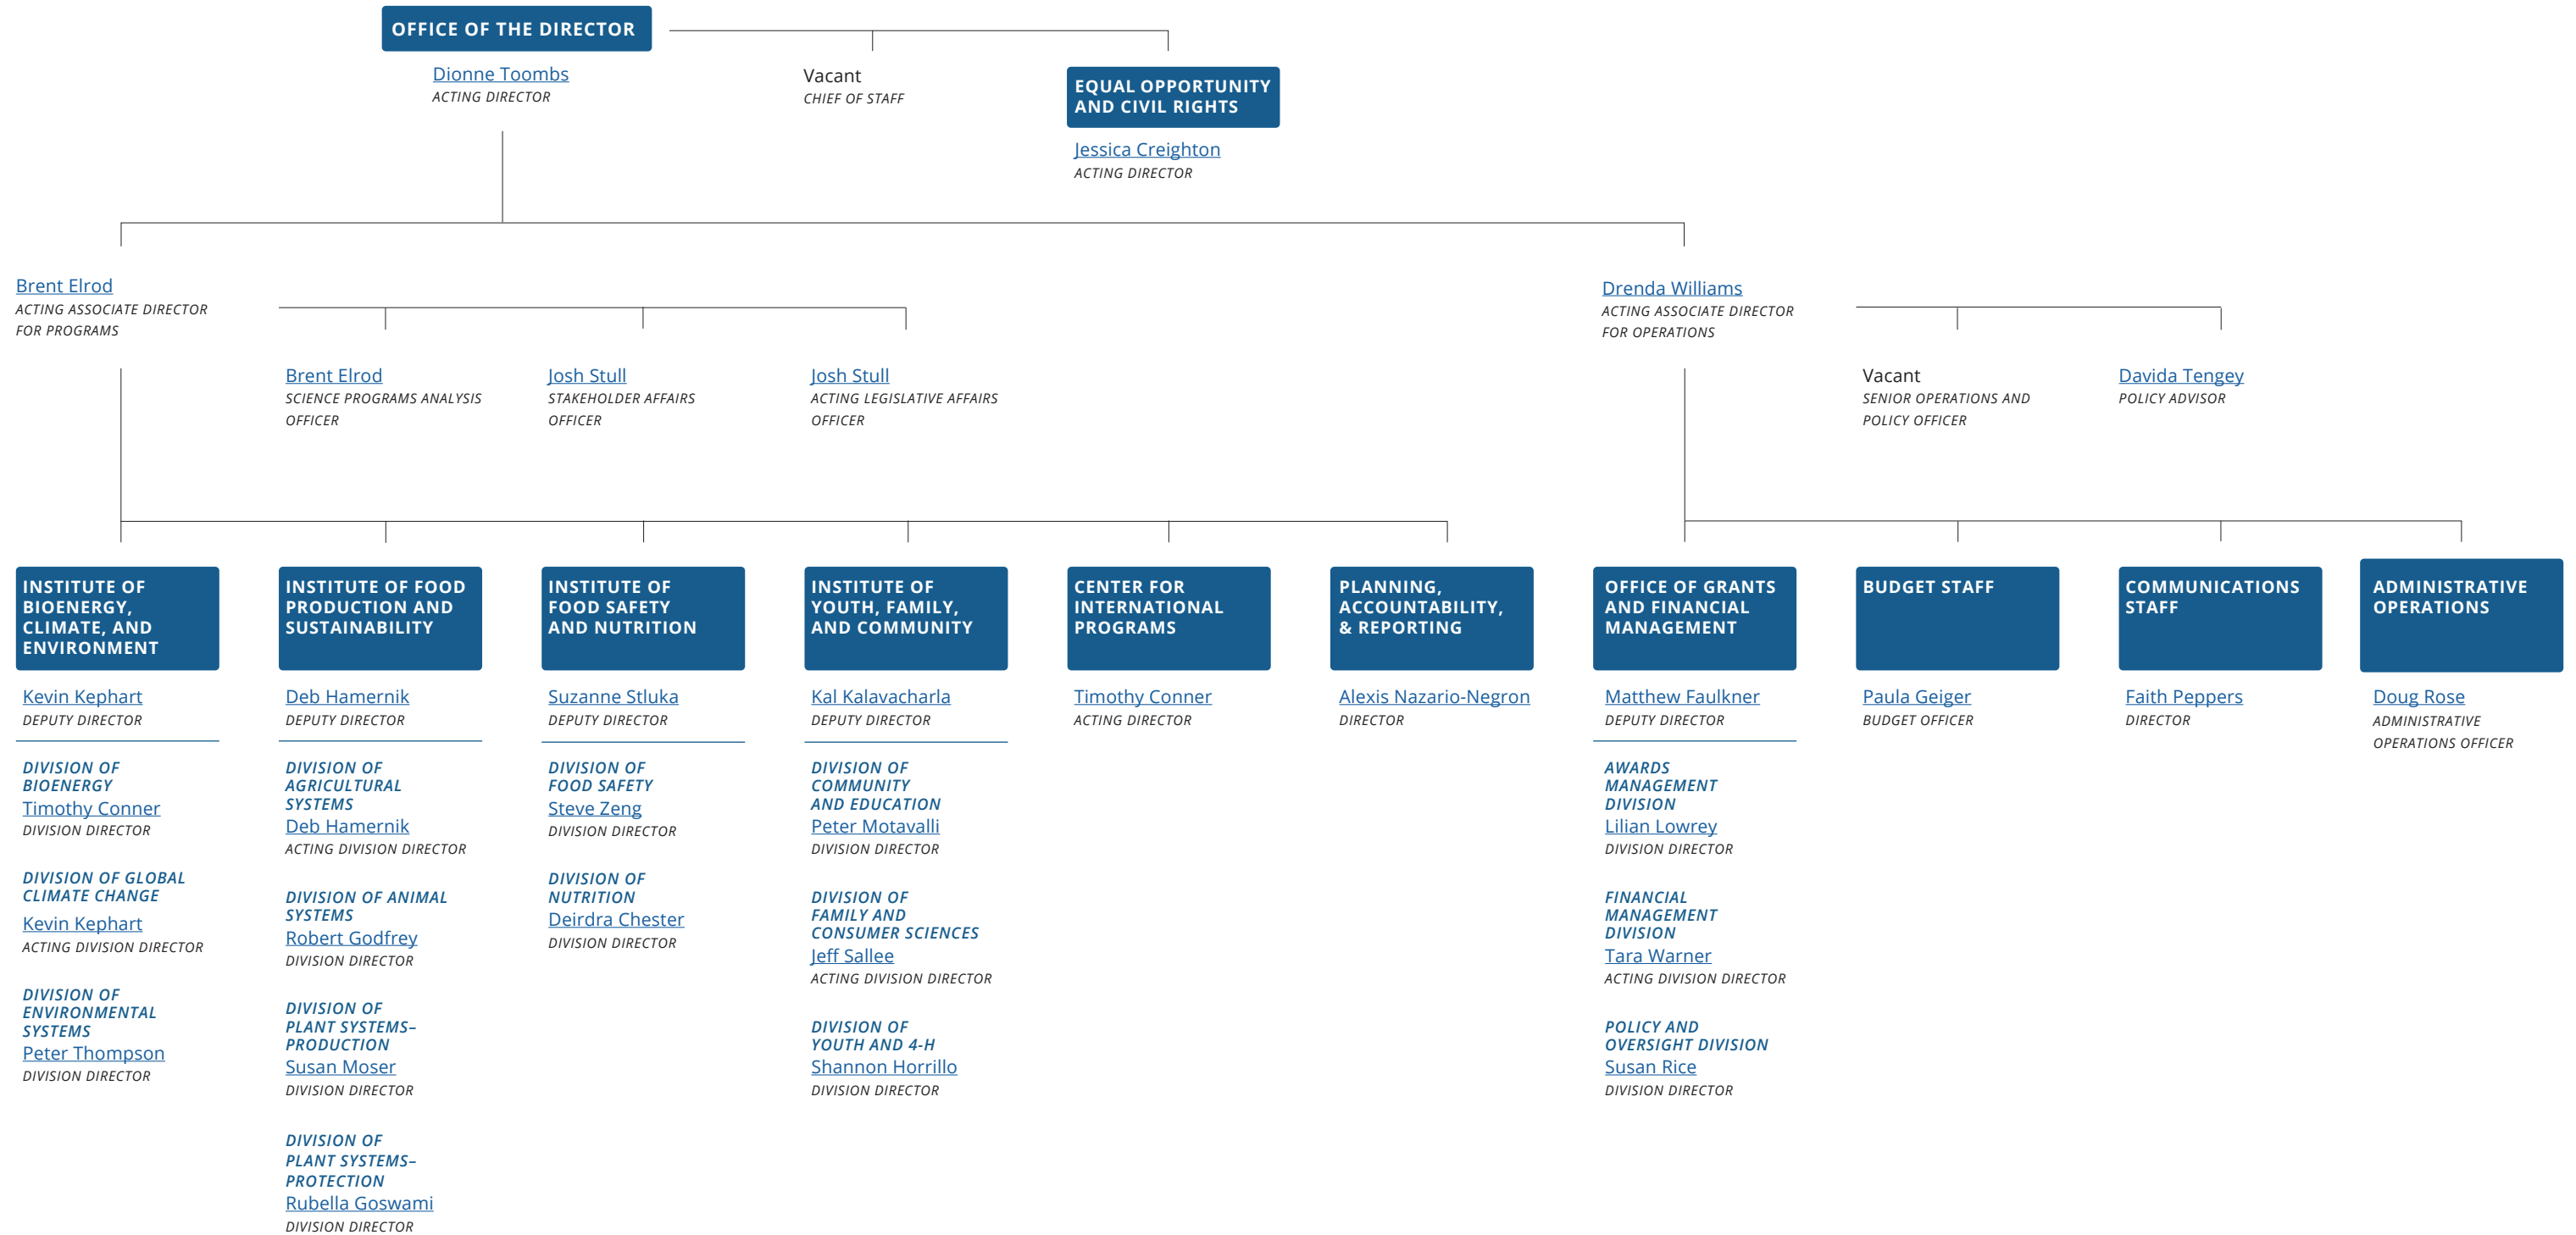 OFFICE OF THE DIRECTOR
Dionne Toombs
ACTING DIRECTOR
Vacant
CHIEF OF STAFF
EQUAL OPPORTUNITY
AND CIVIL RIGHTS
Jessica Creighton
ACTING DIRECTOR
Brent Elrod
ACTING ASSOCIATE DIRECTOR
FOR PROGRAMS
Brent Elrod
SCIENCE PROGRAMS ANALYSIS
OFFICER
Josh Stull
STAKEHOLDER AFFAIRS
OFFICER
Josh Stull
ACTING LEGISLATIVE AFFAIRS
OFFICER
Drenda Williams
ACTING ASSOCIATE DIRECTOR
FOR OPERATIONS
Vacant
SENIOR OPERATIONS AND
POLICY OFFICER
Davida Tengey
POLICY ADVISOR
INSTITUTE OF
BIOENERGY,
CLIMATE, AND
ENVIRONMENT
Kevin Kephart
DEPUTY DIRECTOR
DIVISION OF
BIOENERGY
Timothy Conner
DIVISION DIRECTOR
DIVISION OF GLOBAL
CLIMATE CHANGE
Kevin Kephart
ACTING DIVISION DIRECTOR
DIVISION OF
ENVIRONMENTAL
SYSTEMS
Peter Thompson
DIVISION DIRECTOR
INSTITUTE OF FOOD
PRODUCTION AND
SUSTAINABILITY
Deb Hamernik
DEPUTY DIRECTOR
DIVISION OF
AGRICULTURAL
SYSTEMS
Deb Hamernik
ACTING DIVISION DIRECTOR
DIVISION OF ANIMAL
SYSTEMS
Robert Godfrey
DIVISION DIRECTOR
DIVISION OF
PLANT SYSTEMS–
PRODUCTION
Susan Moser
DIVISION DIRECTOR
DIVISION OF
PLANT SYSTEMS–
PROTECTION
Rubella Goswami
DIVISION DIRECTOR
INSTITUTE OF
FOOD SAFETY
AND NUTRITION
Suzanne Stluka
DEPUTY DIRECTOR
DIVISION OF
FOOD SAFETY
Steve Zeng
DIVISION DIRECTOR
DIVISION OF
NUTRITION
Deirdra Chester
DIVISION DIRECTOR
INSTITUTE OF
YOUTH, FAMILY,
AND COMMUNITY
Kal Kalavacharla
DEPUTY DIRECTOR
DIVISION OF
COMMUNITY
AND EDUCATION
Peter Motavalli
DIVISION DIRECTOR
DIVISION OF
FAMILY AND
CONSUMER SCIENCES
Jeff Sallee
ACTING DIVISION DIRECTOR
DIVISION OF
YOUTH AND 4-H
Shannon Horrillo
DIVISION DIRECTOR
CENTER FOR
INTERNATIONAL
PROGRAMS
Timothy Conner
ACTING DIRECTOR
PLANNING,
ACCOUNTABILITY,
& REPORTING
Alexis Nazario-Negron
DIRECTOR
OFFICE OF GRANTS
AND FINANCIAL
MANAGEMENT
Matthew Faulkner
DEPUTY DIRECTOR
AWARDS
MANAGEMENT
DIVISION
Lilian Lowrey
DIVISION DIRECTOR
FINANCIAL
MANAGEMENT
DIVISION
Tara Warner
ACTING DIVISION DIRECTOR
POLICY AND
OVERSIGHT DIVISION
Susan Rice
DIVISION DIRECTOR
BUDGET STAFF
Paula Geiger
BUDGET OFFICER
COMMUNICATIONS
STAFF
Faith Peppers
DIRECTOR
ADMINISTRATIVE
OPERATIONS
Doug Rose
ADMINISTRATIVE
OPERATIONS OFFICER